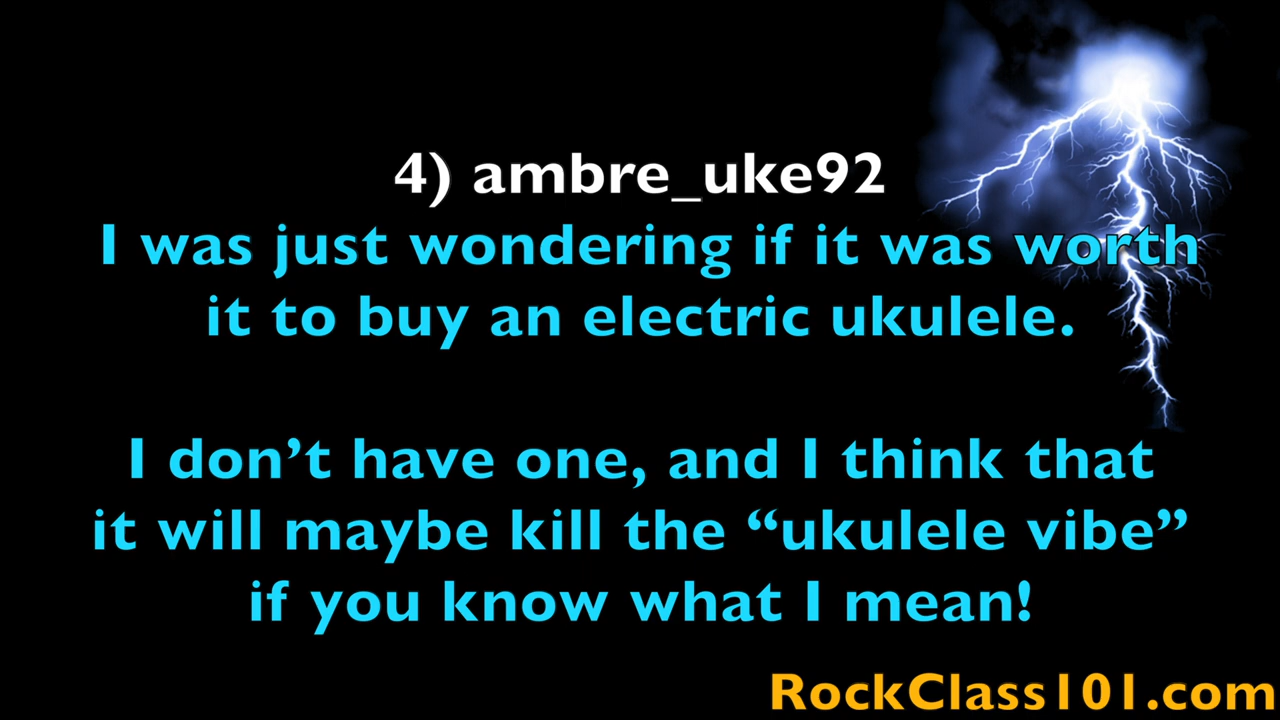 4) ambre_uke92
I was just wondering if it was worth
it to buy an electric ukulele.
I don’t have one, and I think that
it will maybe kill the “ukulele vibe”
if you know what I mean!
RockClass101.com